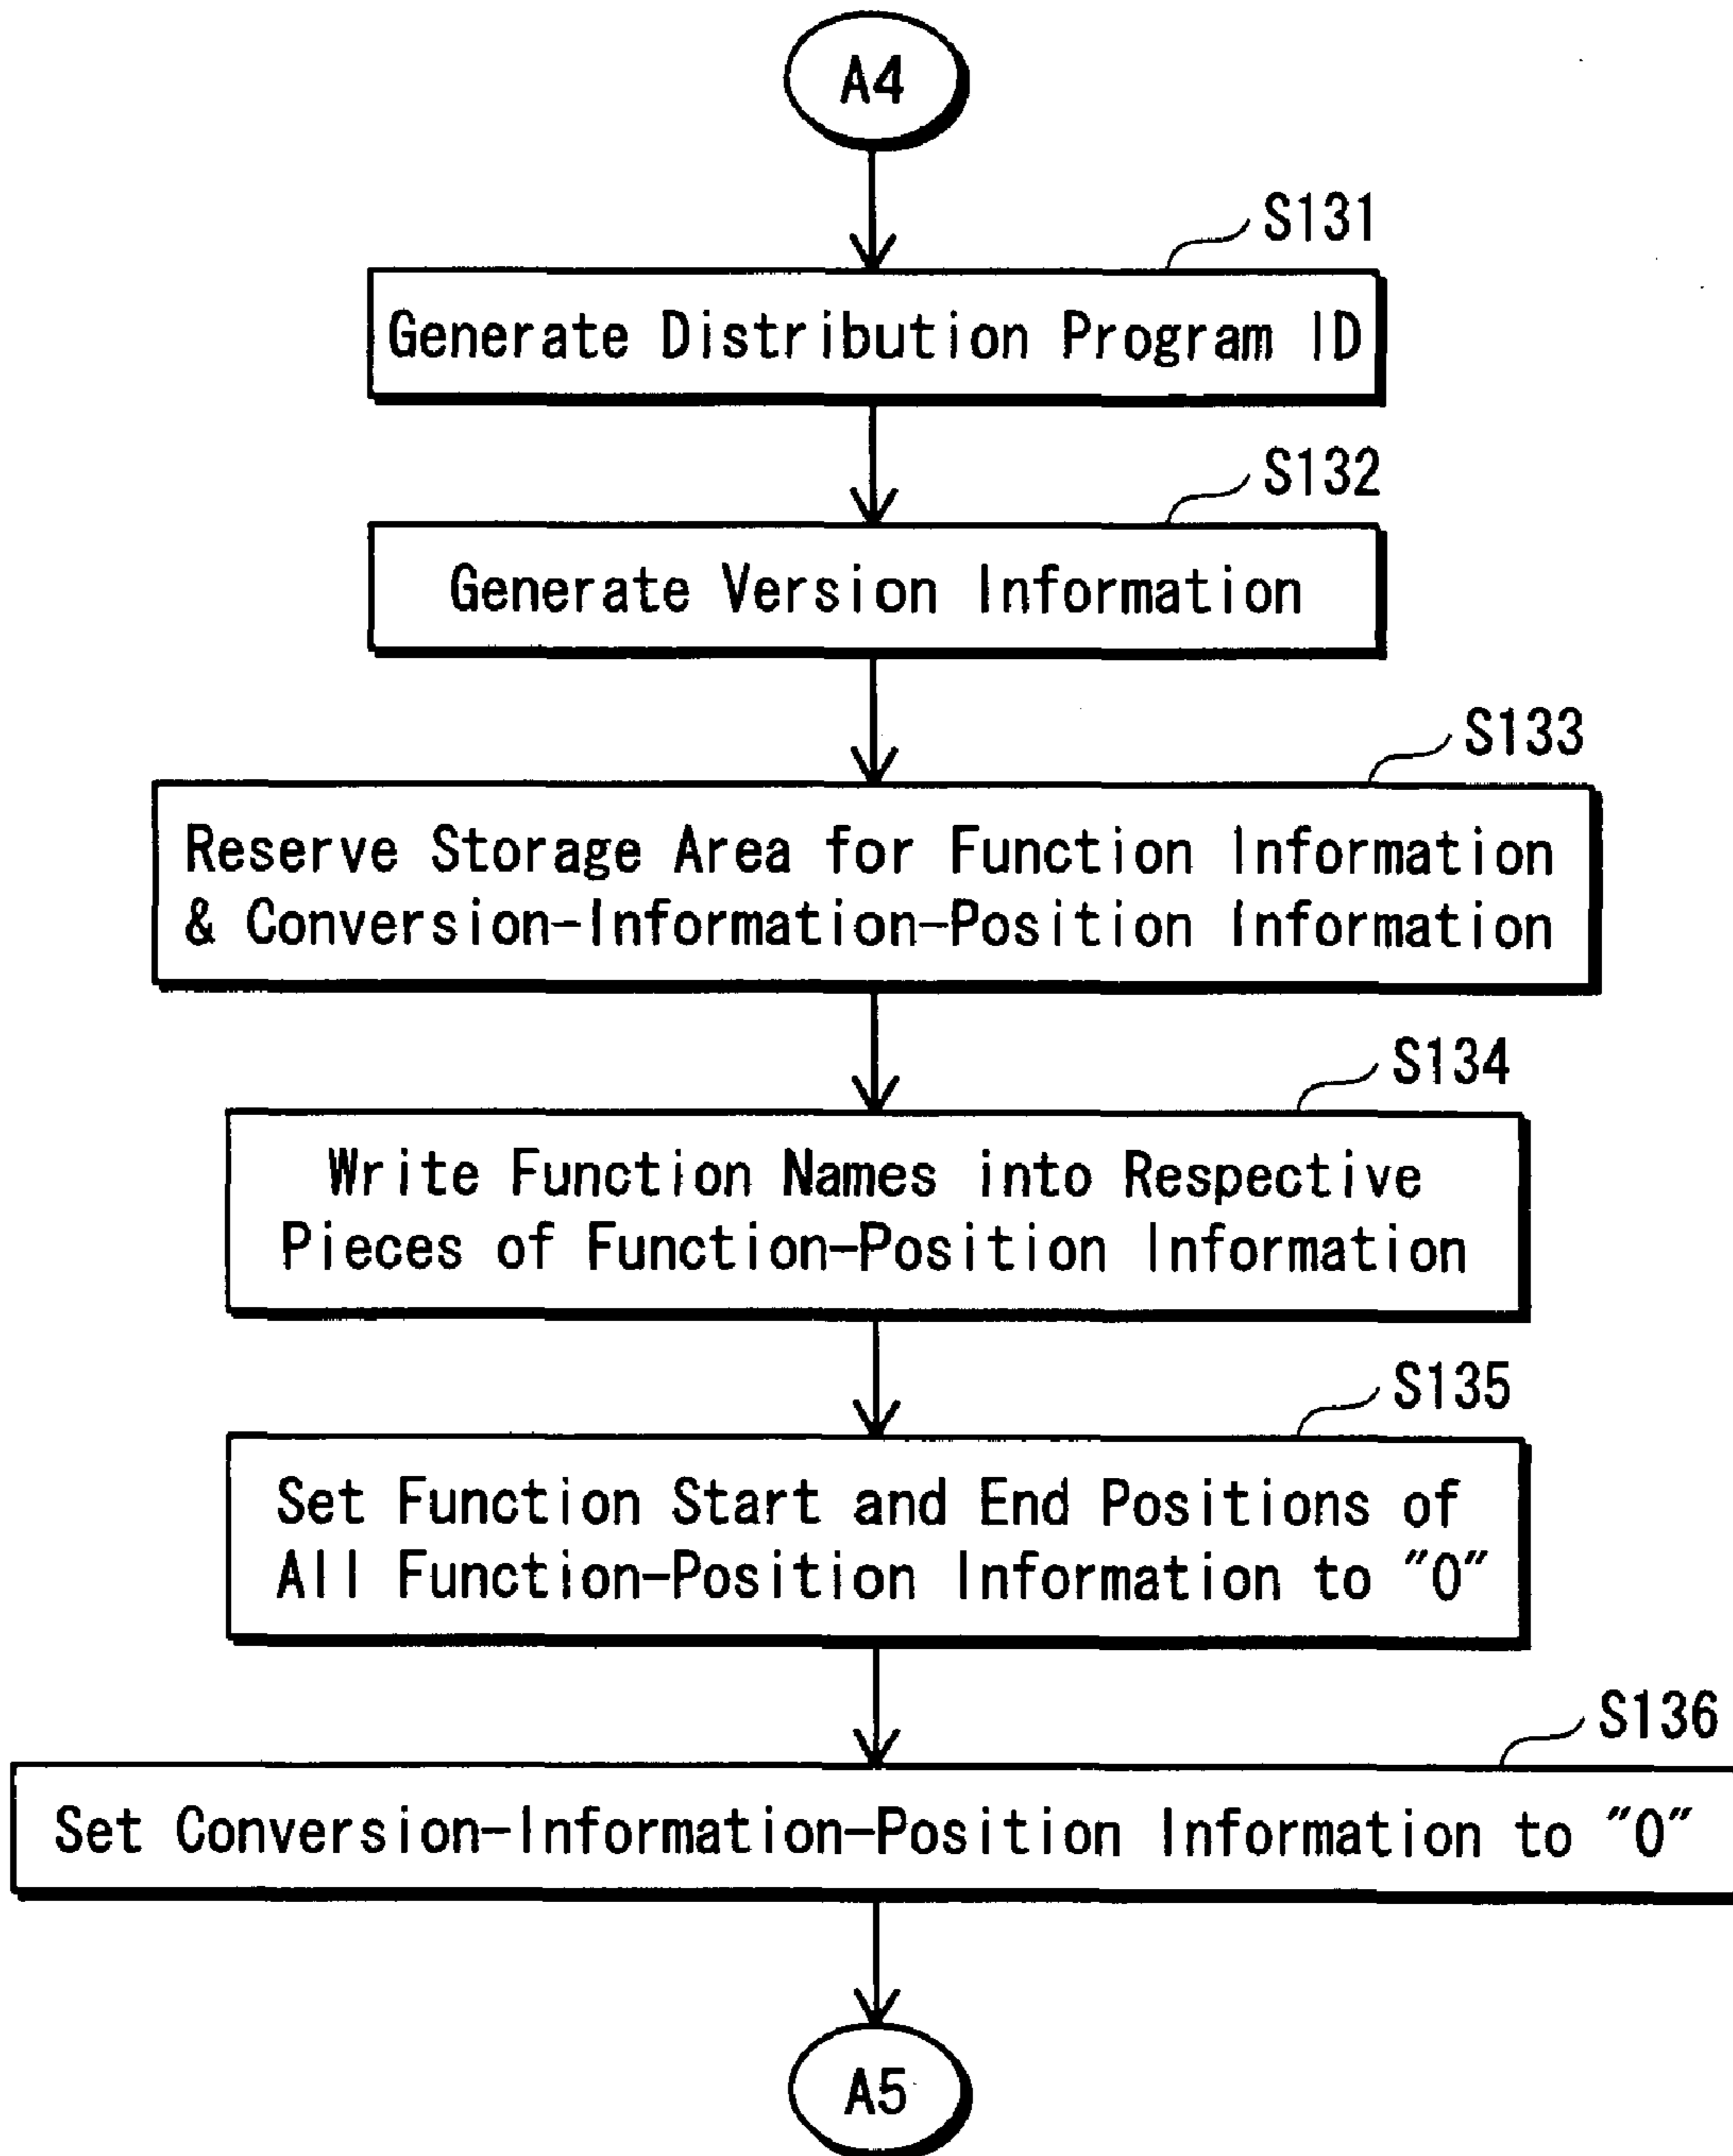 A4
S131
Generate Distribution Program ID
S132
Generate Version Information
S133
Reserve Storage Area for Function Information
& Conversion-Information-Position Information
S134
Write Function Names into Respective
Pieces of Function-Position Information
S135
Set Function Start and End Positions of
All Function-Position Information to "0"
S136
Set Conversion-Information-Position Information to "0"
A5